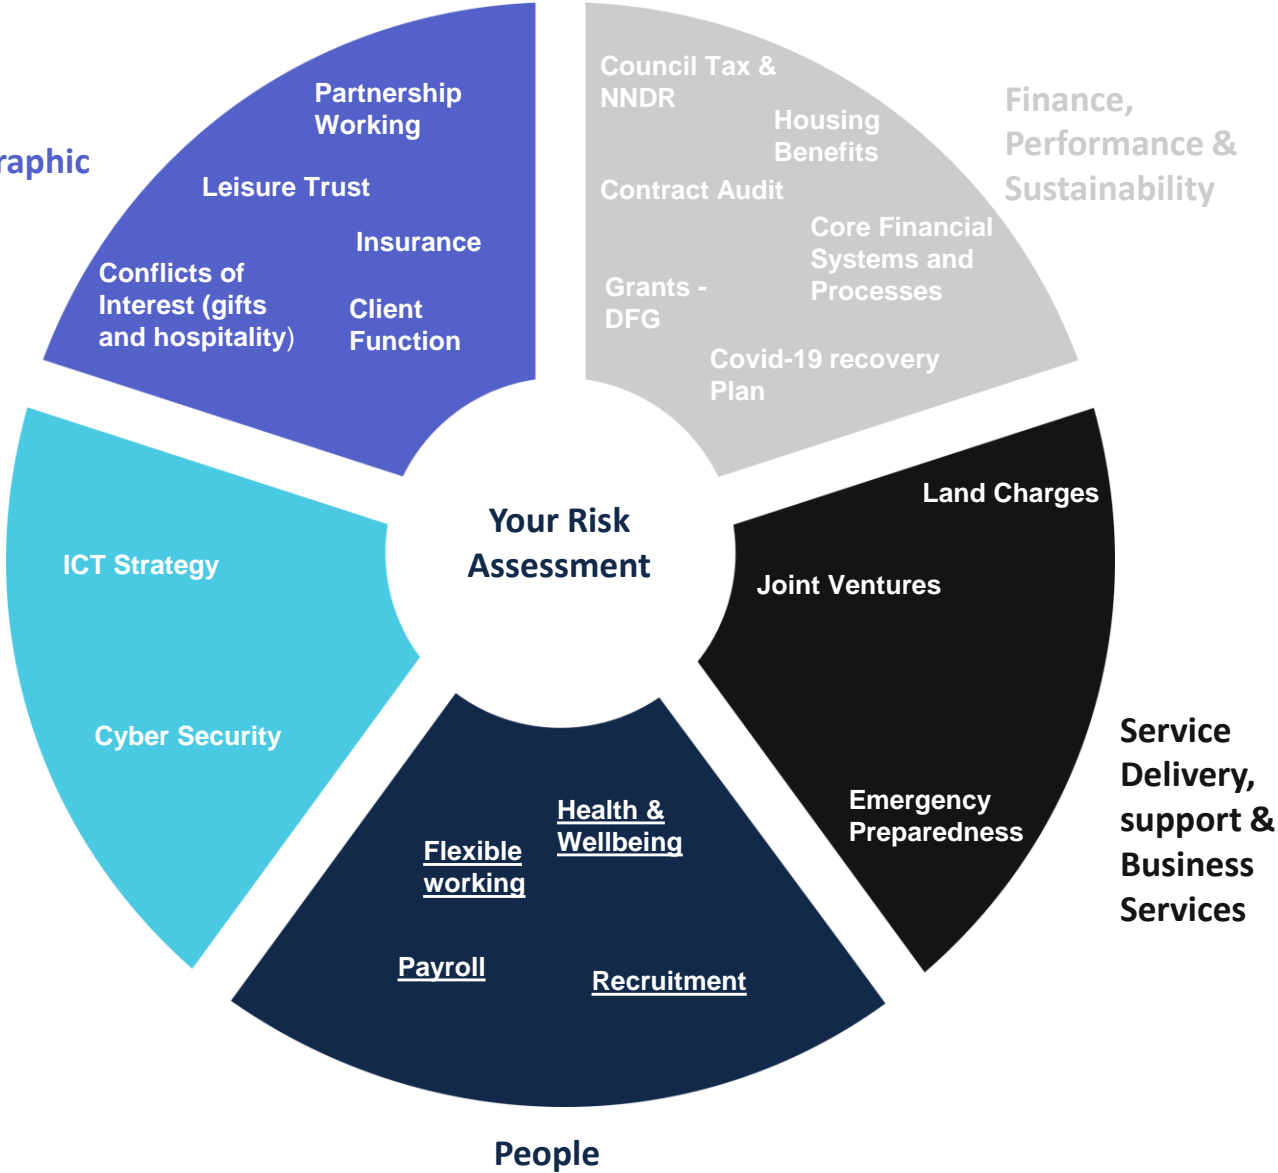 Partnership
Working
Leisure Trust
Insurance
Conflicts of
Interest (gifts
and hospitality)
Client
Function
Council Tax &
NNDR
Housing
Benefits
Contract Audit
Core Financial
Systems and
Processes
Grants -
DFG
Covid-19 recovery
Plan
Finance,
Performance &
Sustainability
raphic
Your Risk
Assessment
Land Charges
Joint Ventures
Emergency
Preparedness
Service
Delivery,
support &
Business
Services
ICT Strategy
Cyber Security
Health &
Wellbeing
Flexible
working
Payroll
Recruitment
People